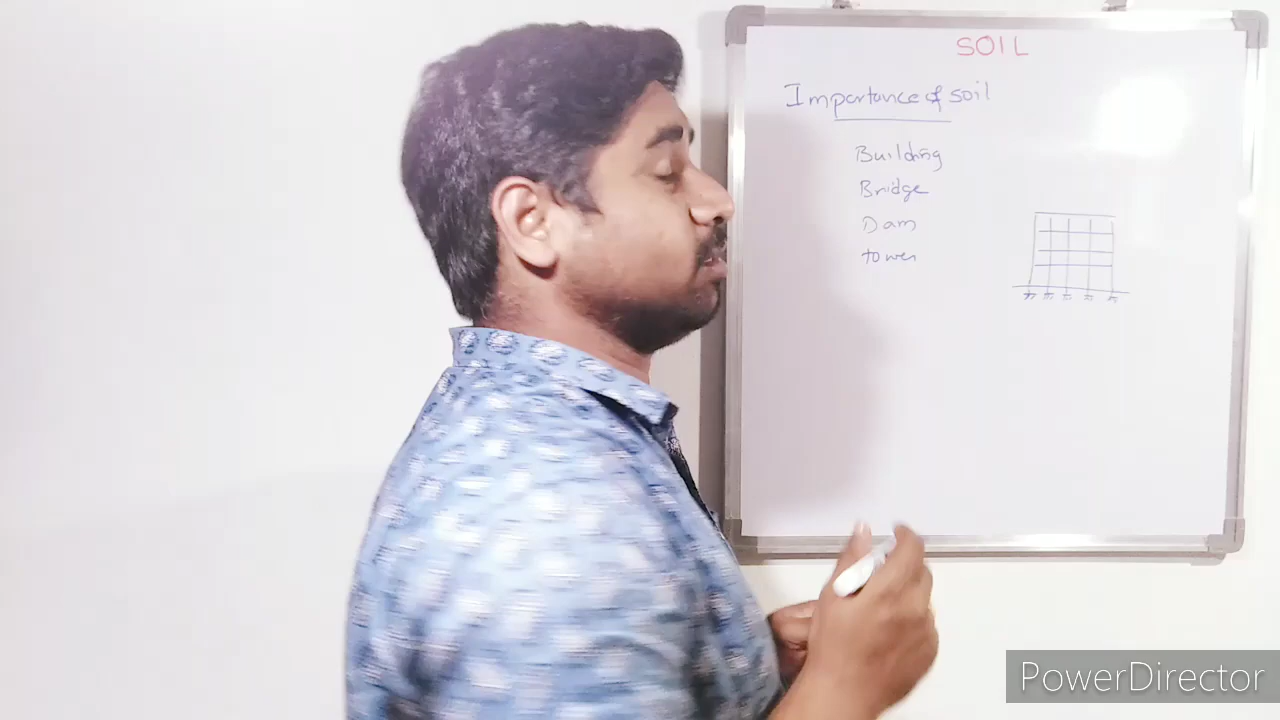 SOIL
Importance of soil
Building
Bridge
Dam
tower
PowerDirector